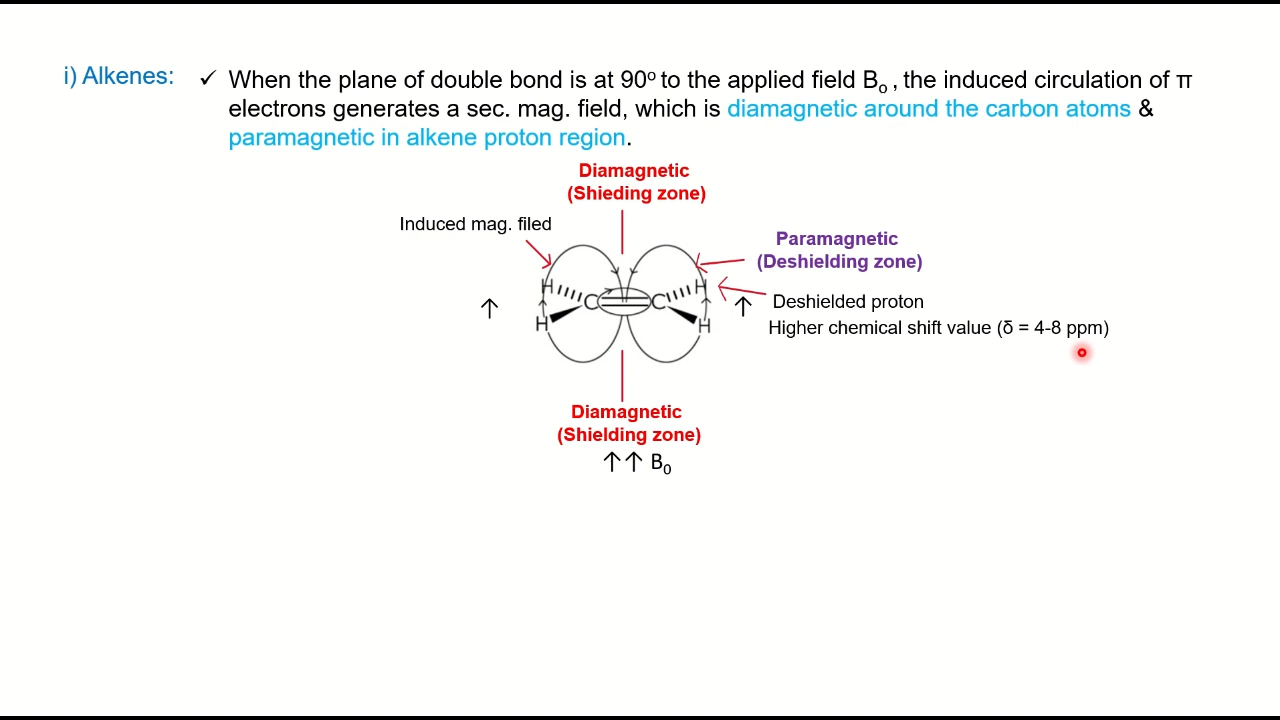 i) Alkenes: ✓ When the plane of double bond is at 90⁰ to the applied field Bₒ , the induced circulation of π
electrons generates a sec. mag. field, which is diamagnetic around the carbon atoms &
paramagnetic in alkene proton region.
Diamagnetic
(Shieding zone)
Induced mag. filed
Paramagnetic
(Deshielding zone)
H H
C C
Deshielded proton
↑ ↑
H H
Higher chemical shift value (δ = 4-8 ppm)
Diamagnetic
(Shielding zone)
↑↑ B₀